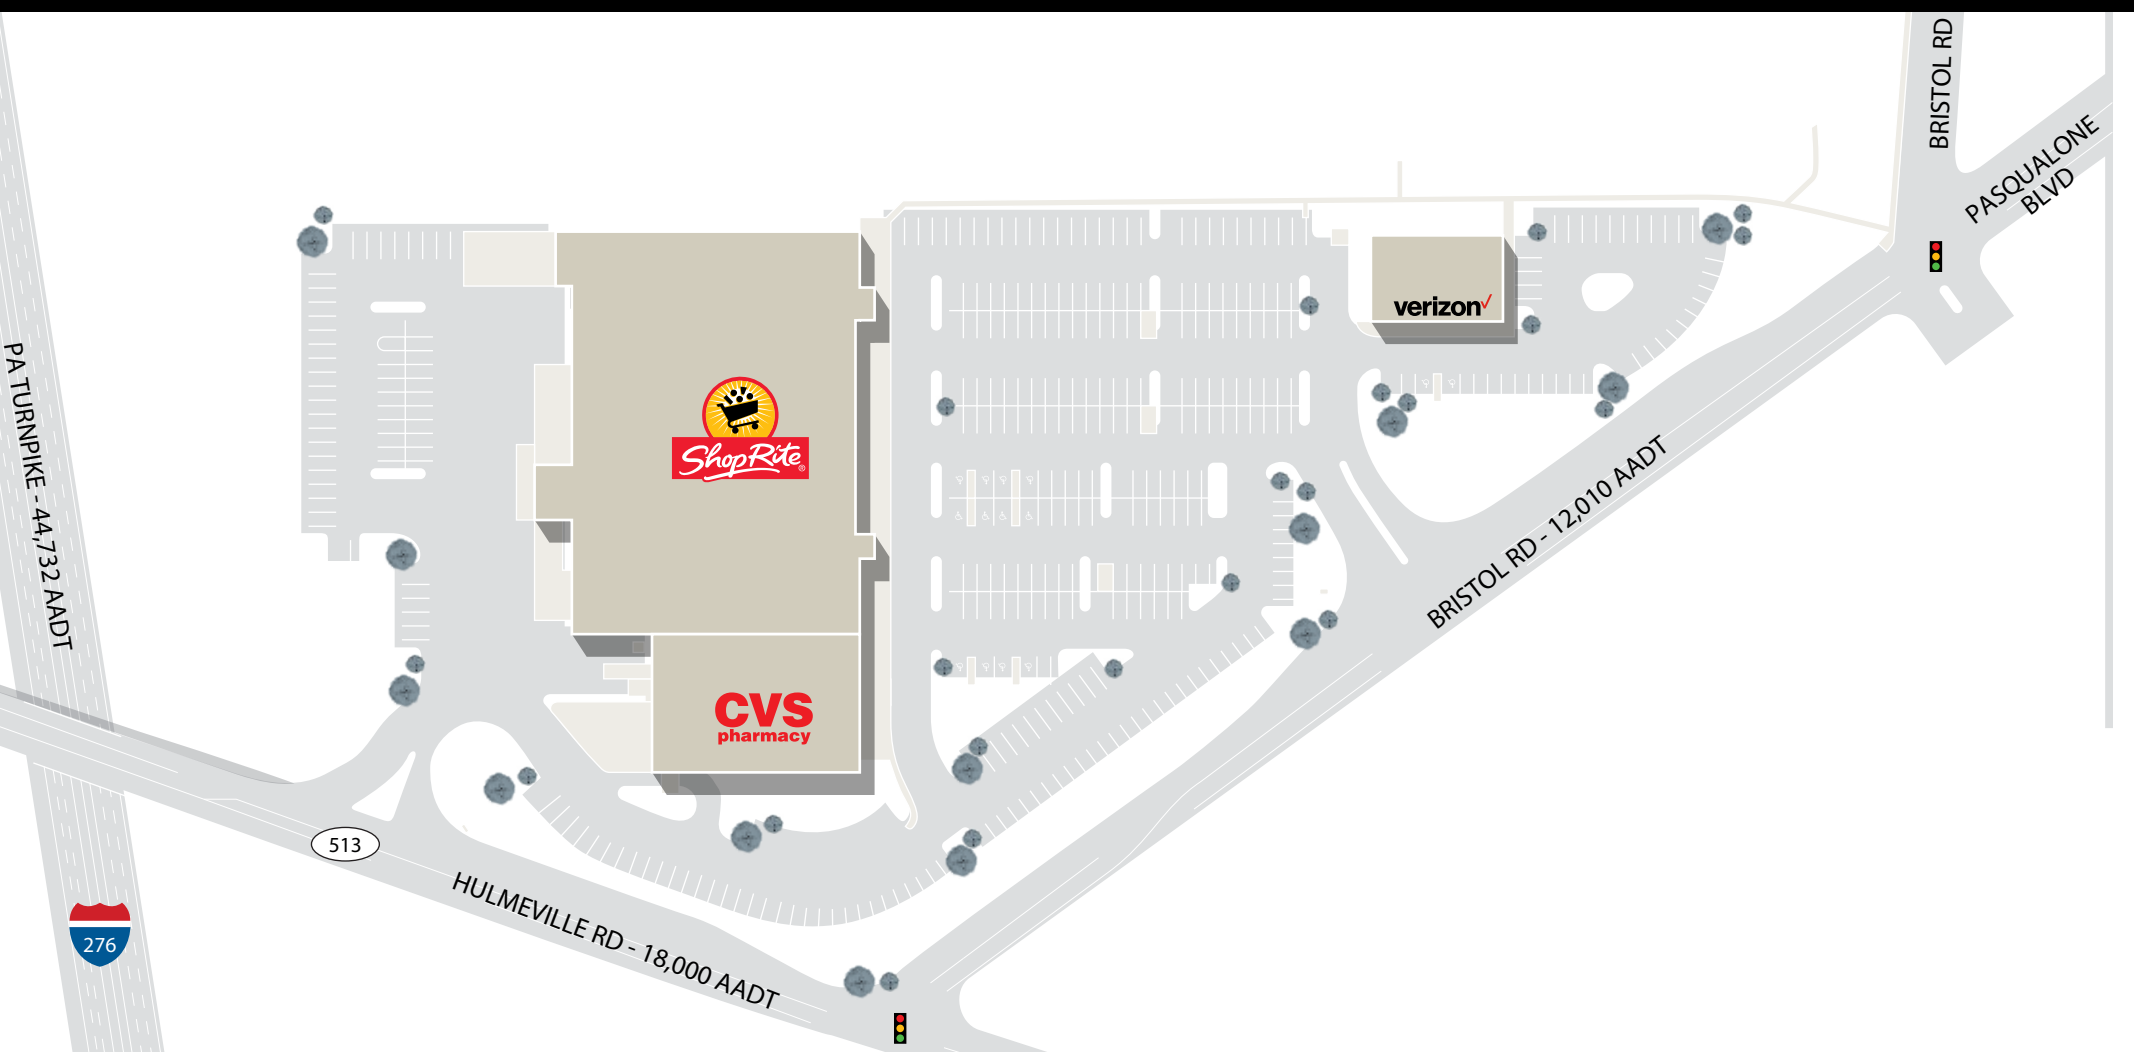 BRISTOL RD
PASQUALONE
BLVD
verizon
PA TURNPIKE - 44,732 AADT
ShopRite
®
BRISTOL RD - 12,010 AADT
CVS
pharmacy
513
HULMEVILLE RD - 18,000 AADT
276